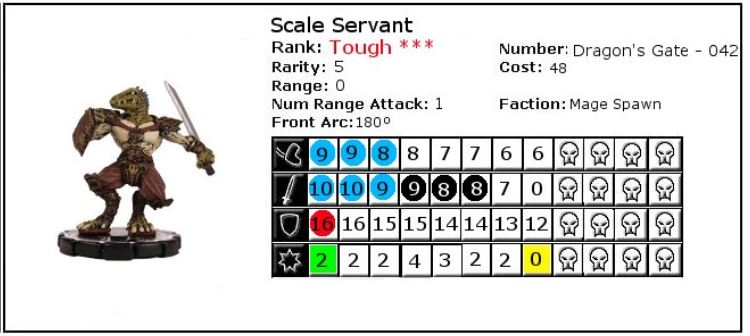 Scale Servant
Rank: Tough ***
Number: Dragon's Gate - 042
Rarity: 5
Cost: 48
Range: 0
Num Range Attack: 1
Faction: Mage Spawn
Front Arc:180º
9 9 8 8 7 7 6 6
10 10 9 9 8 8 7 0
16 16 15 15 14 14 13 12
2 2 2 4 3 2 2 0